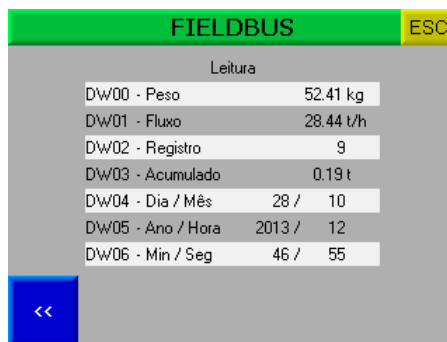 FIELDBUS ESC
Leitura
DW00 - Peso 52.41 kg
DW01 - Fluxo 28.44 t/h
DW02 - Registro 9
DW03 - Acumulado 0.19 t
DW04 - Dia / Mês 28 / 10
DW05 - Ano / Hora 2013 / 12
DW06 - Min / Seg 46 / 55
<<